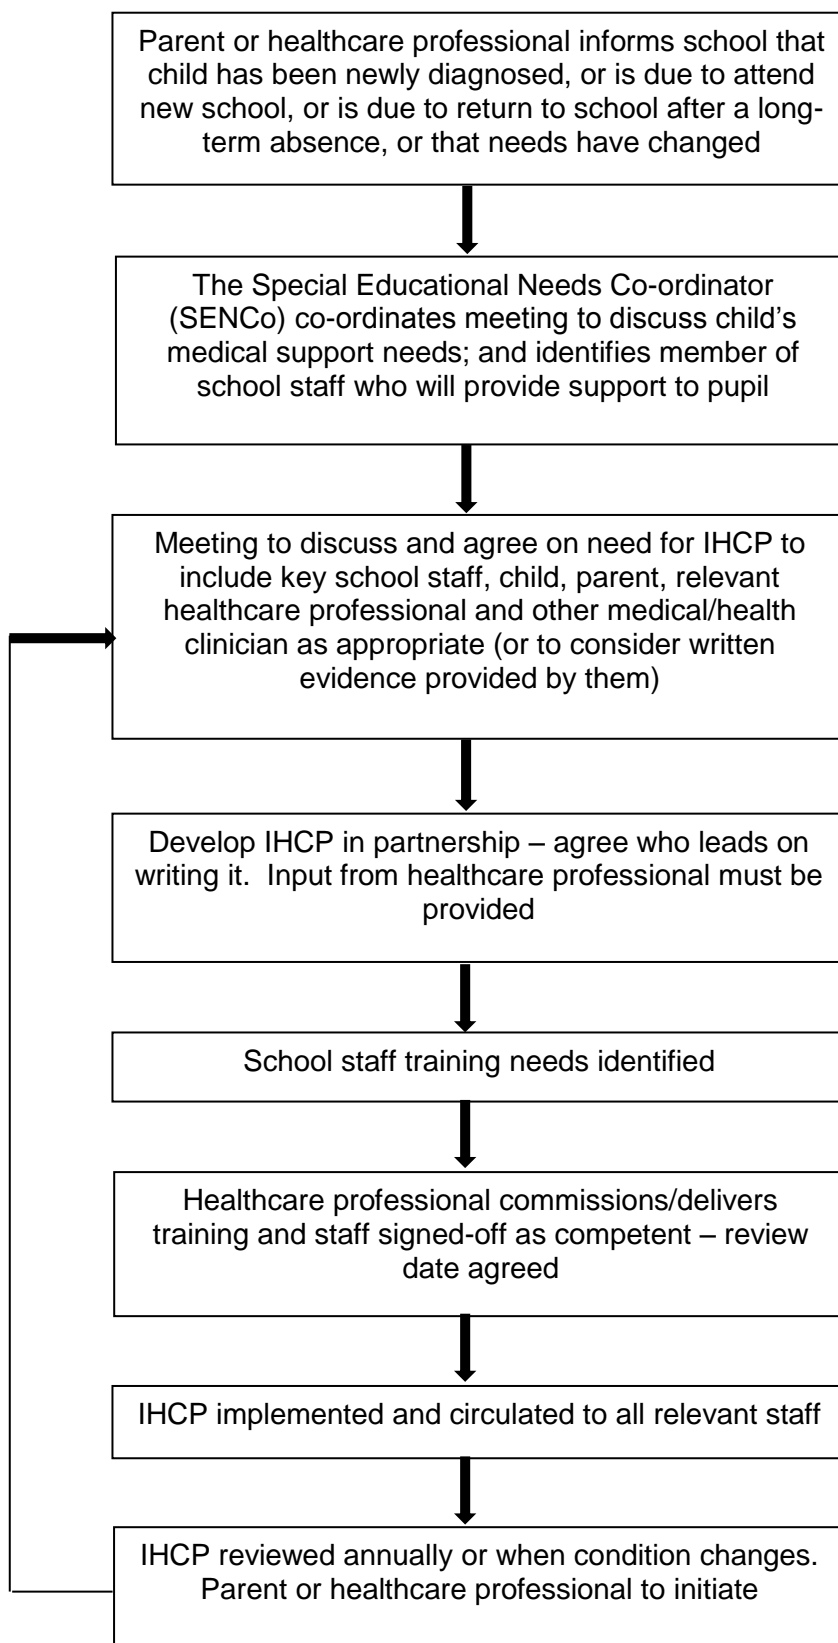 Parent or healthcare professional informs school that
child has been newly diagnosed, or is due to attend
new school, or is due to return to school after a long-
term absence, or that needs have changed
The Special Educational Needs Co-ordinator
(SENCo) co-ordinates meeting to discuss child's
medical support needs; and identifies member of
school staff who will provide support to pupil
Meeting to discuss and agree on need for IHCP to
include key school staff, child, parent, relevant
healthcare professional and other medical/health
clinician as appropriate (or to consider written
evidence provided by them)
Develop IHCP in partnership – agree who leads on
writing it.  Input from healthcare professional must be
provided
School staff training needs identified
Healthcare professional commissions/delivers
training and staff signed-off as competent – review
date agreed
IHCP implemented and circulated to all relevant staff
IHCP reviewed annually or when condition changes.
Parent or healthcare professional to initiate